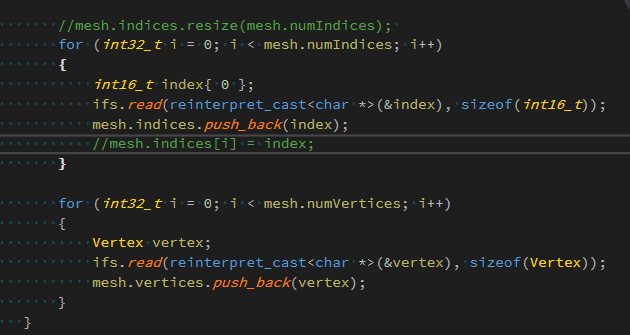 //mesh.indices.resize(mesh.numIndices);
for (int32_t i = 0; i < mesh.numIndices; i++)
{
int16_t index{ 0 };
ifs.read(reinterpret_cast<char *>(&index), sizeof(int16_t));
mesh.indices.push_back(index);
//mesh.indices[i] = index;
}
for (int32_t i = 0; i < mesh.numVertices; i++)
{
Vertex vertex;
ifs.read(reinterpret_cast<char *>(&vertex), sizeof(Vertex));
mesh.vertices.push_back(vertex);
}
}